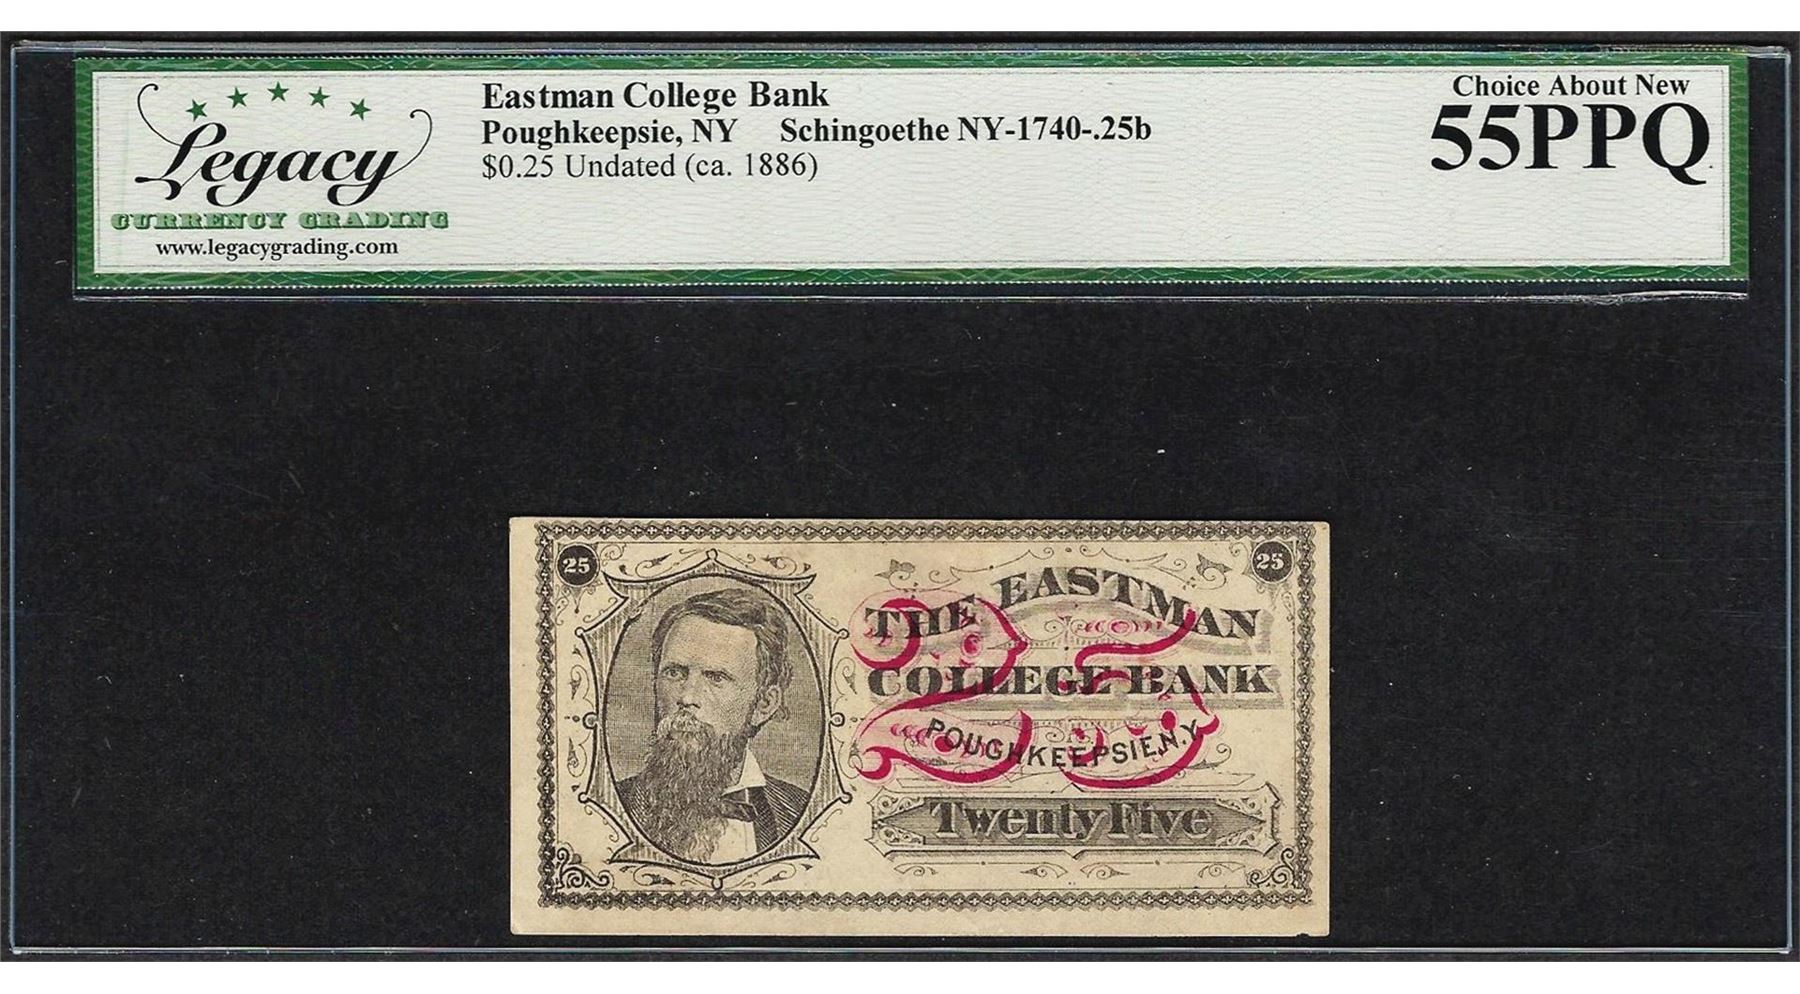 Legacy
CURRENCY GRADING
www.legacygrading.com
Eastman College Bank
Poughkeepsie, NY Schingoethe NY-1740-.25b
$0.25 Undated (ca. 1886)
Choice About New
55PPQ
25
25
THE EASTMAN
COLLEGE BANK
25
POUGHKEEPSIE, N.Y.
Twenty Five